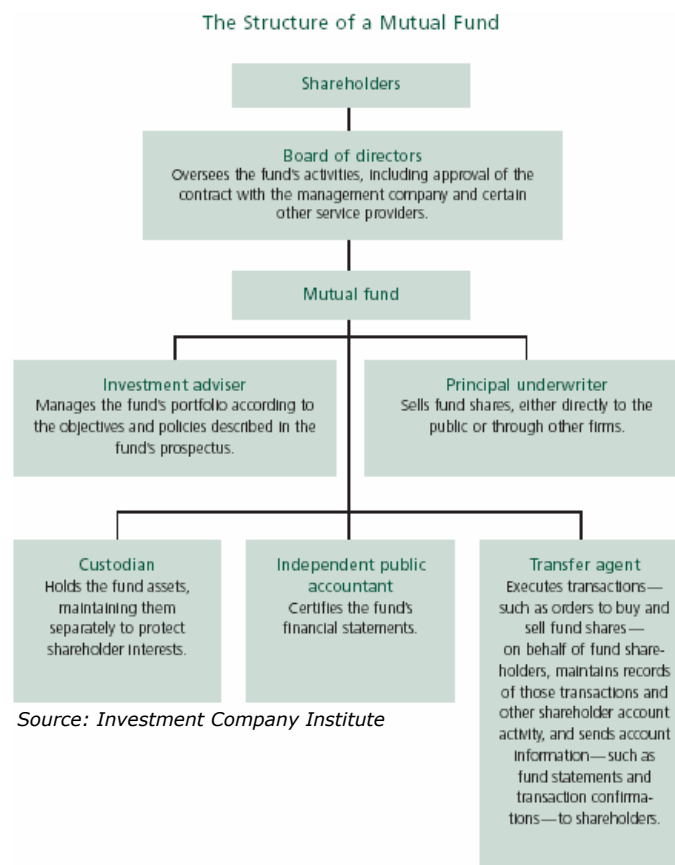 The Structure of a Mutual Fund
Shareholders
Board of directors
Oversees the fund's activities, including approval of the
contract with the management company and certain
other service providers.
Mutual fund
Investment adviser
Manages the fund's portfolio according to
the objectives and policies described in the
fund's prospectus.
Principal underwriter
Sells fund shares, either directly to the
public or through other firms.
Custodian
Holds the fund assets,
maintaining them
separately to protect
shareholder interests.
Independent public
accountant
Certifies the fund's
financial statements.
Transfer agent
Executes transactions—
such as orders to buy and
sell fund shares—
on behalf of fund share-
holders, maintains records
of those transactions and
other shareholder account
activity, and sends account
information—such as
fund statements and
transaction confirma-
tions—to shareholders.
Source: Investment Company Institute